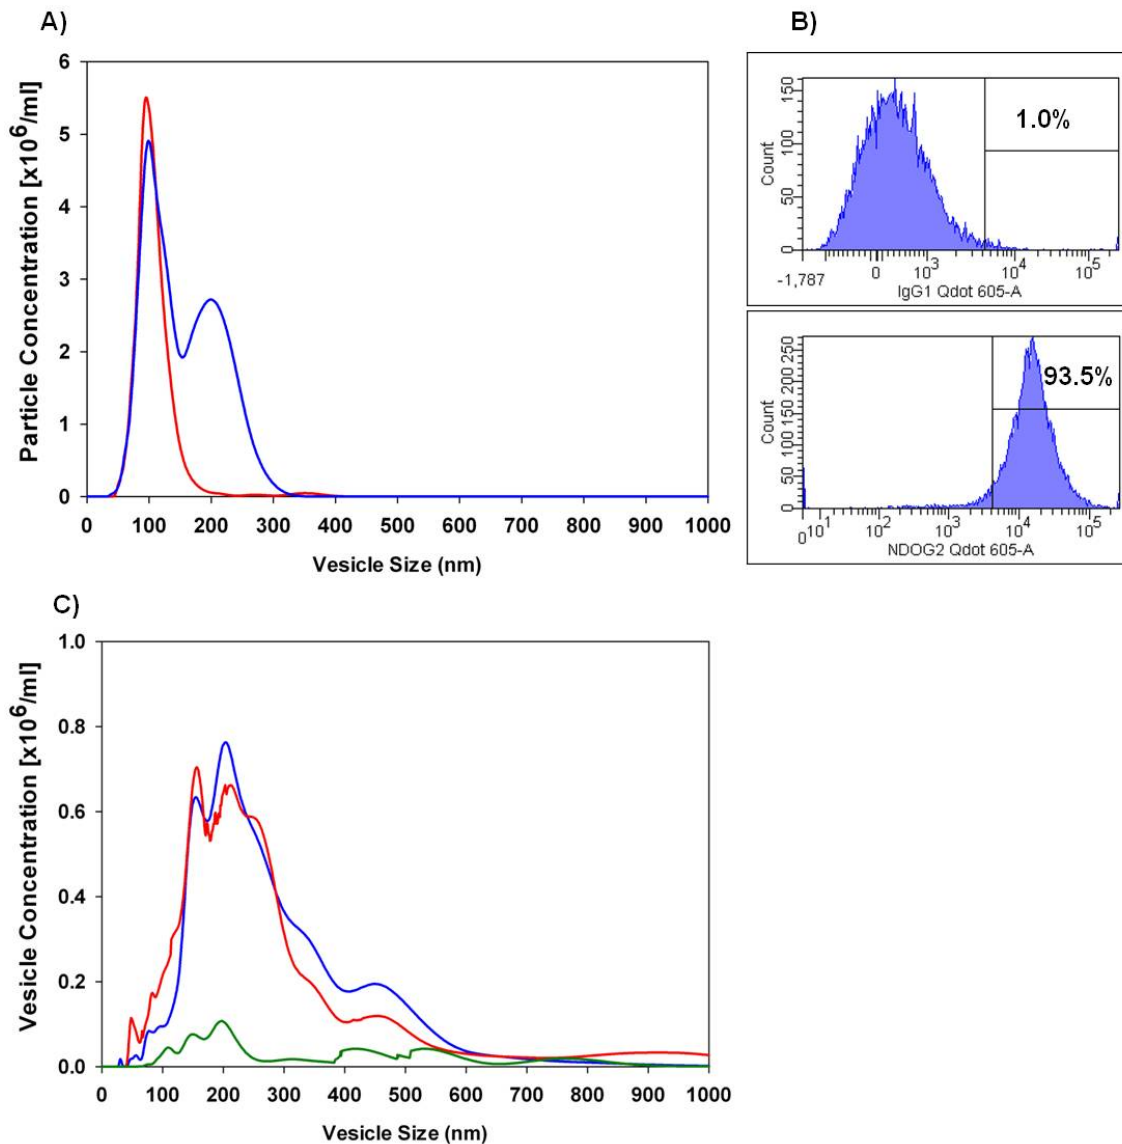 A)
Particle Concentration [x10⁶/ml]
6
5
4
3
2
1
0
0 100 200 300 400 500 600 700 800 900 1000
Vesicle Size (nm)
B)
Count
150
100
50
0
1.0%
-1,787
0 10³ 10⁴ 10⁵
IgG1 Qdot 605-A
Count
250
200
150
100
50
0
93.5%
0 10¹ 10² 10³ 10⁴ 10⁵
NDOG2 Qdot 605-A
C)
Vesicle Concentration [x10⁶/ml]
1.0
0.8
0.6
0.4
0.2
0.0
0 100 200 300 400 500 600 700 800 900 1000
Vesicle Size (nm)